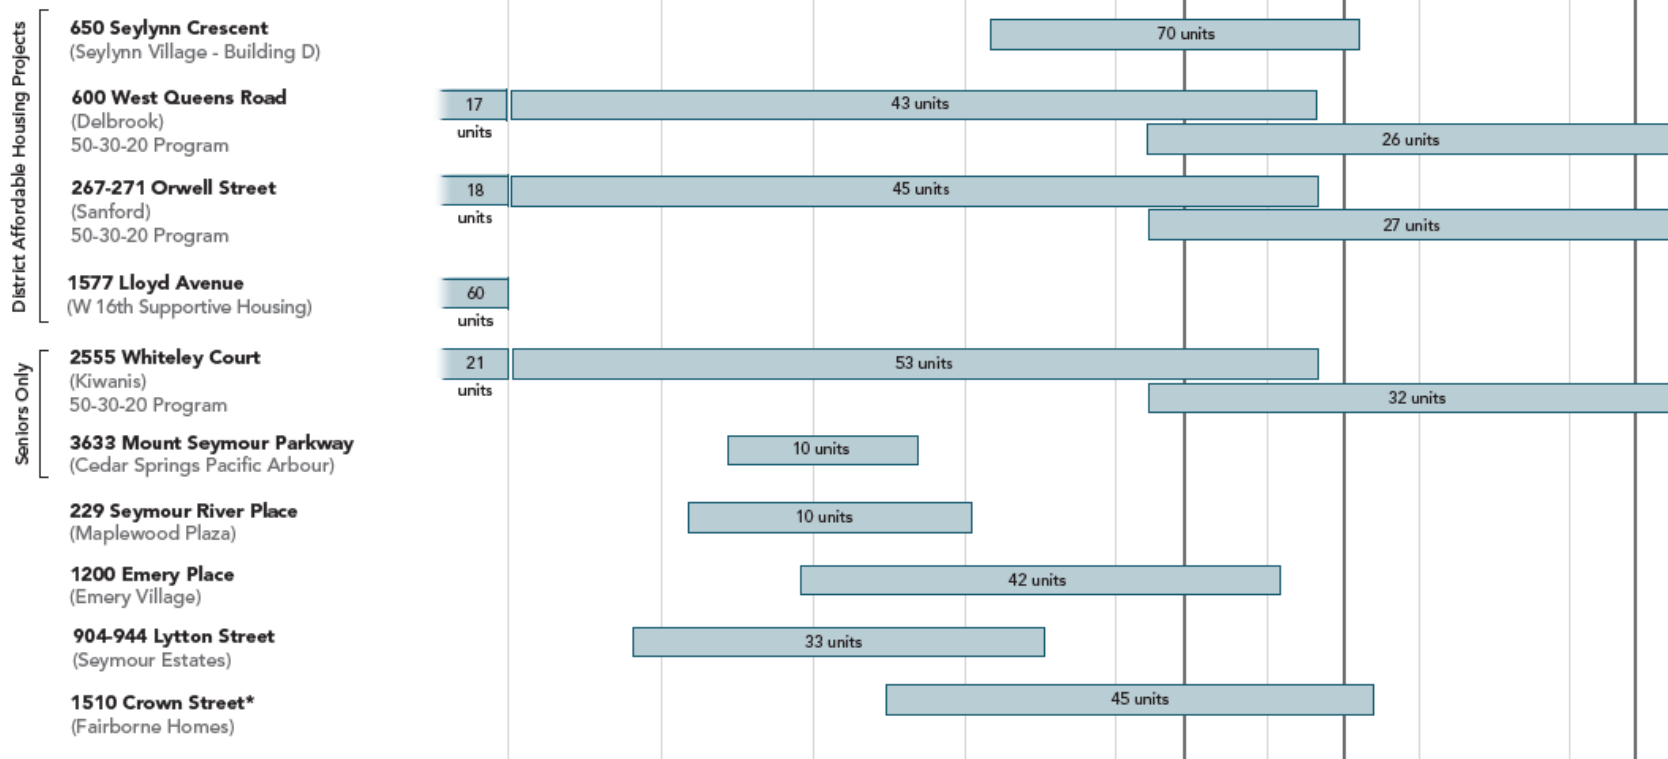 District Affordable Housing Projects
650 Seylynn Crescent
(Seylynn Village - Building D)
70 units
600 West Queens Road
(Delbrook)
50-30-20 Program
17
units
43 units
26 units
267-271 Orwell Street
(Sanford)
50-30-20 Program
18
units
45 units
27 units
1577 Lloyd Avenue
(W 16th Supportive Housing)
60
units
Seniors Only
2555 Whiteley Court
(Kiwanis)
50-30-20 Program
21
units
53 units
32 units
3633 Mount Seymour Parkway
(Cedar Springs Pacific Arbour)
10 units
229 Seymour River Place
(Maplewood Plaza)
10 units
1200 Emery Place
(Emery Village)
42 units
904-944 Lytton Street
(Seymour Estates)
33 units
1510 Crown Street*
(Fairborne Homes)
45 units